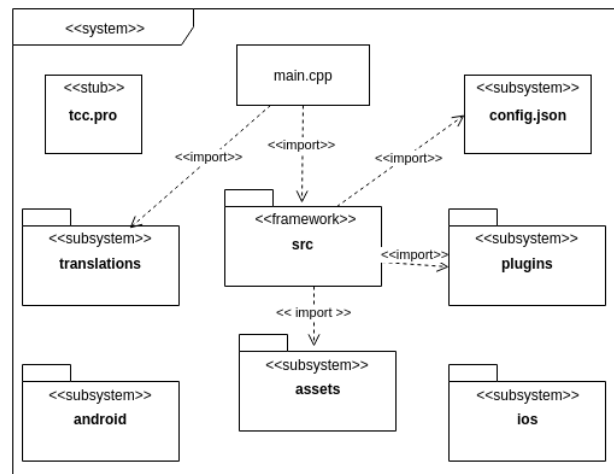 <<system>>
<<stub>>
tcc.pro
main.cpp
<<subsystem>>
config.json
<<import>>
<<import>>
<<import>>
<<subsystem>>
translations
<<framework>>
src
<<import>>
<<subsystem>>
plugins
<< import >>
<<subsystem>>
android
<<subsystem>>
assets
<<subsystem>>
ios